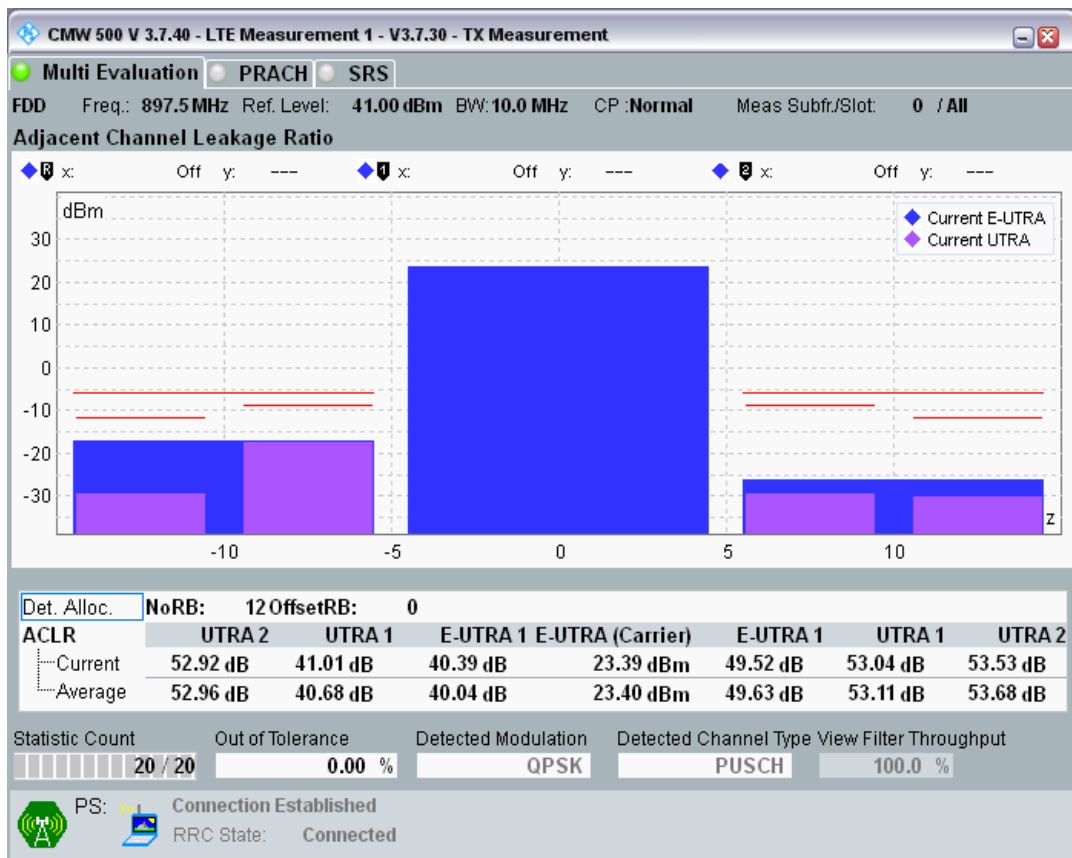 CMW 500 V 3.7.40 - LTE Measurement 1 - V3.7.30 - TX Measurement
Multi Evaluation PRACH SRS
FDD Freq.: 897.5 MHz Ref. Level: 41.00 dBm BW: 10.0 MHz CP :Normal Meas Subfr./Slot: 0 / All
Adjacent Channel Leakage Ratio
R x: Off y: --- 1 x: Off y: --- 2 x: Off y: ---
dBm
Current E-UTRA
Current UTRA
30
20
10
0
-10
-20
-30
z
-10 -5 0 5 10
Det. Alloc. NoRB: 12 OffsetRB: 0
ACLR UTRA 2 UTRA 1 E-UTRA 1 E-UTRA (Carrier) E-UTRA 1 UTRA 1 UTRA 2
Current 52.92 dB 41.01 dB 40.39 dB 23.39 dBm 49.52 dB 53.04 dB 53.53 dB
Average 52.96 dB 40.68 dB 40.04 dB 23.40 dBm 49.63 dB 53.11 dB 53.68 dB
Statistic Count Out of Tolerance Detected Modulation Detected Channel Type View Filter Throughput
20 / 20 0.00 % QPSK PUSCH 100.0 %
PS: Connection Established
RRC State: Connected